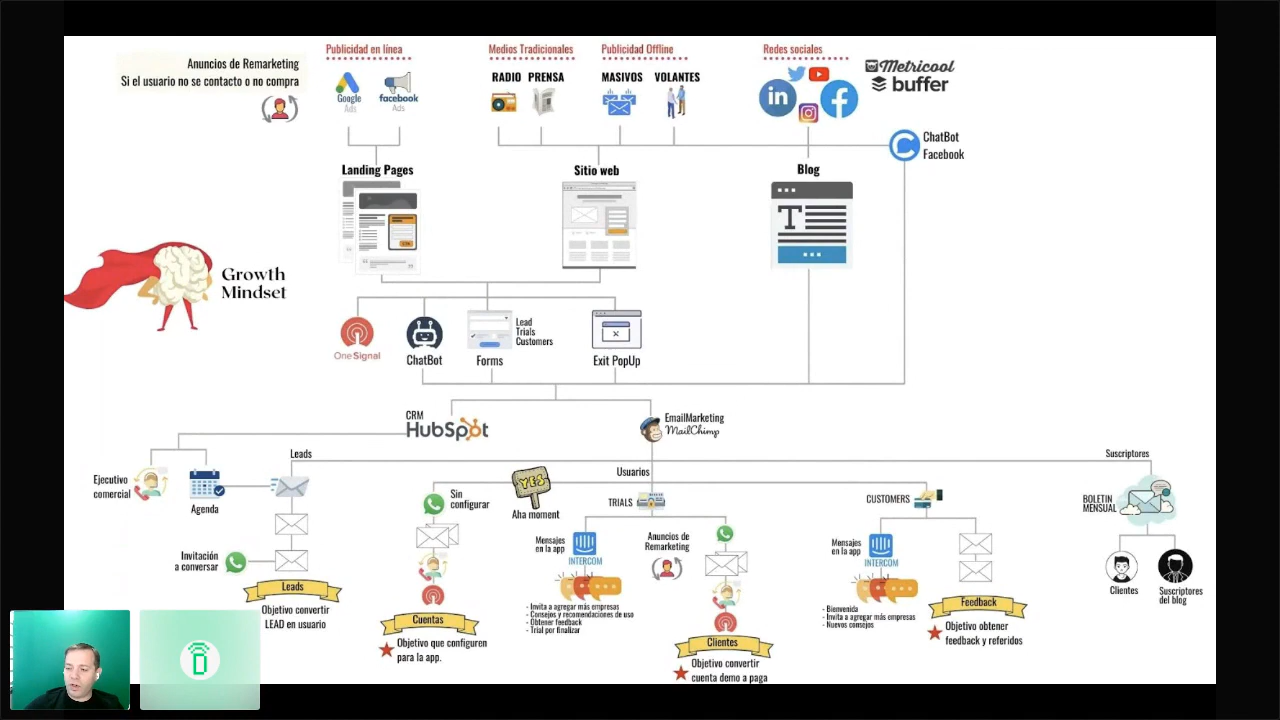 Anuncios de Remarketing
Si el usuario no se contacto o no compra
Publicidad en línea
Google
Ads
facebook
Ads
Medios Tradicionales
RADIO PRENSA
Publicidad Offline
MASIVOS VOLANTES
Redes sociales
in
Metricool
buffer
ChatBot
Facebook
Landing Pages
Sitio web
Blog
T
Growth
Mindset
OneSignal
ChatBot
Forms
Lead
Trials
Customers
Exit PopUp
CRM
HubSpot
EmailMarketing
MailChimp
Leads
Usuarios
Suscriptores
Ejecutivo
comercial
Agenda
Invitación
a conversar
Leads
Objetivo convertir
LEAD en usuario
Sin
configurar
YES
Aha moment
Cuentas
Objetivo que configuren
para la app.
TRIALS
Mensajes
en la app
INTERCOM
- Invita a agregar más empresas
- Consejos y recomendaciones de uso
- Obtener feedback
- Trial por finalizar
Anuncios de
Remarketing
Clientes
Objetivo convertir
cuenta demo a paga
CUSTOMERS
Mensajes
en la app
INTERCOM
- Bienvenida
- Invita a agregar más empresas
- Nuevos consejos
Feedback
Objetivo obtener
feedback y referidos
BOLETIN
MENSUAL
Clientes
Suscriptores
del blog